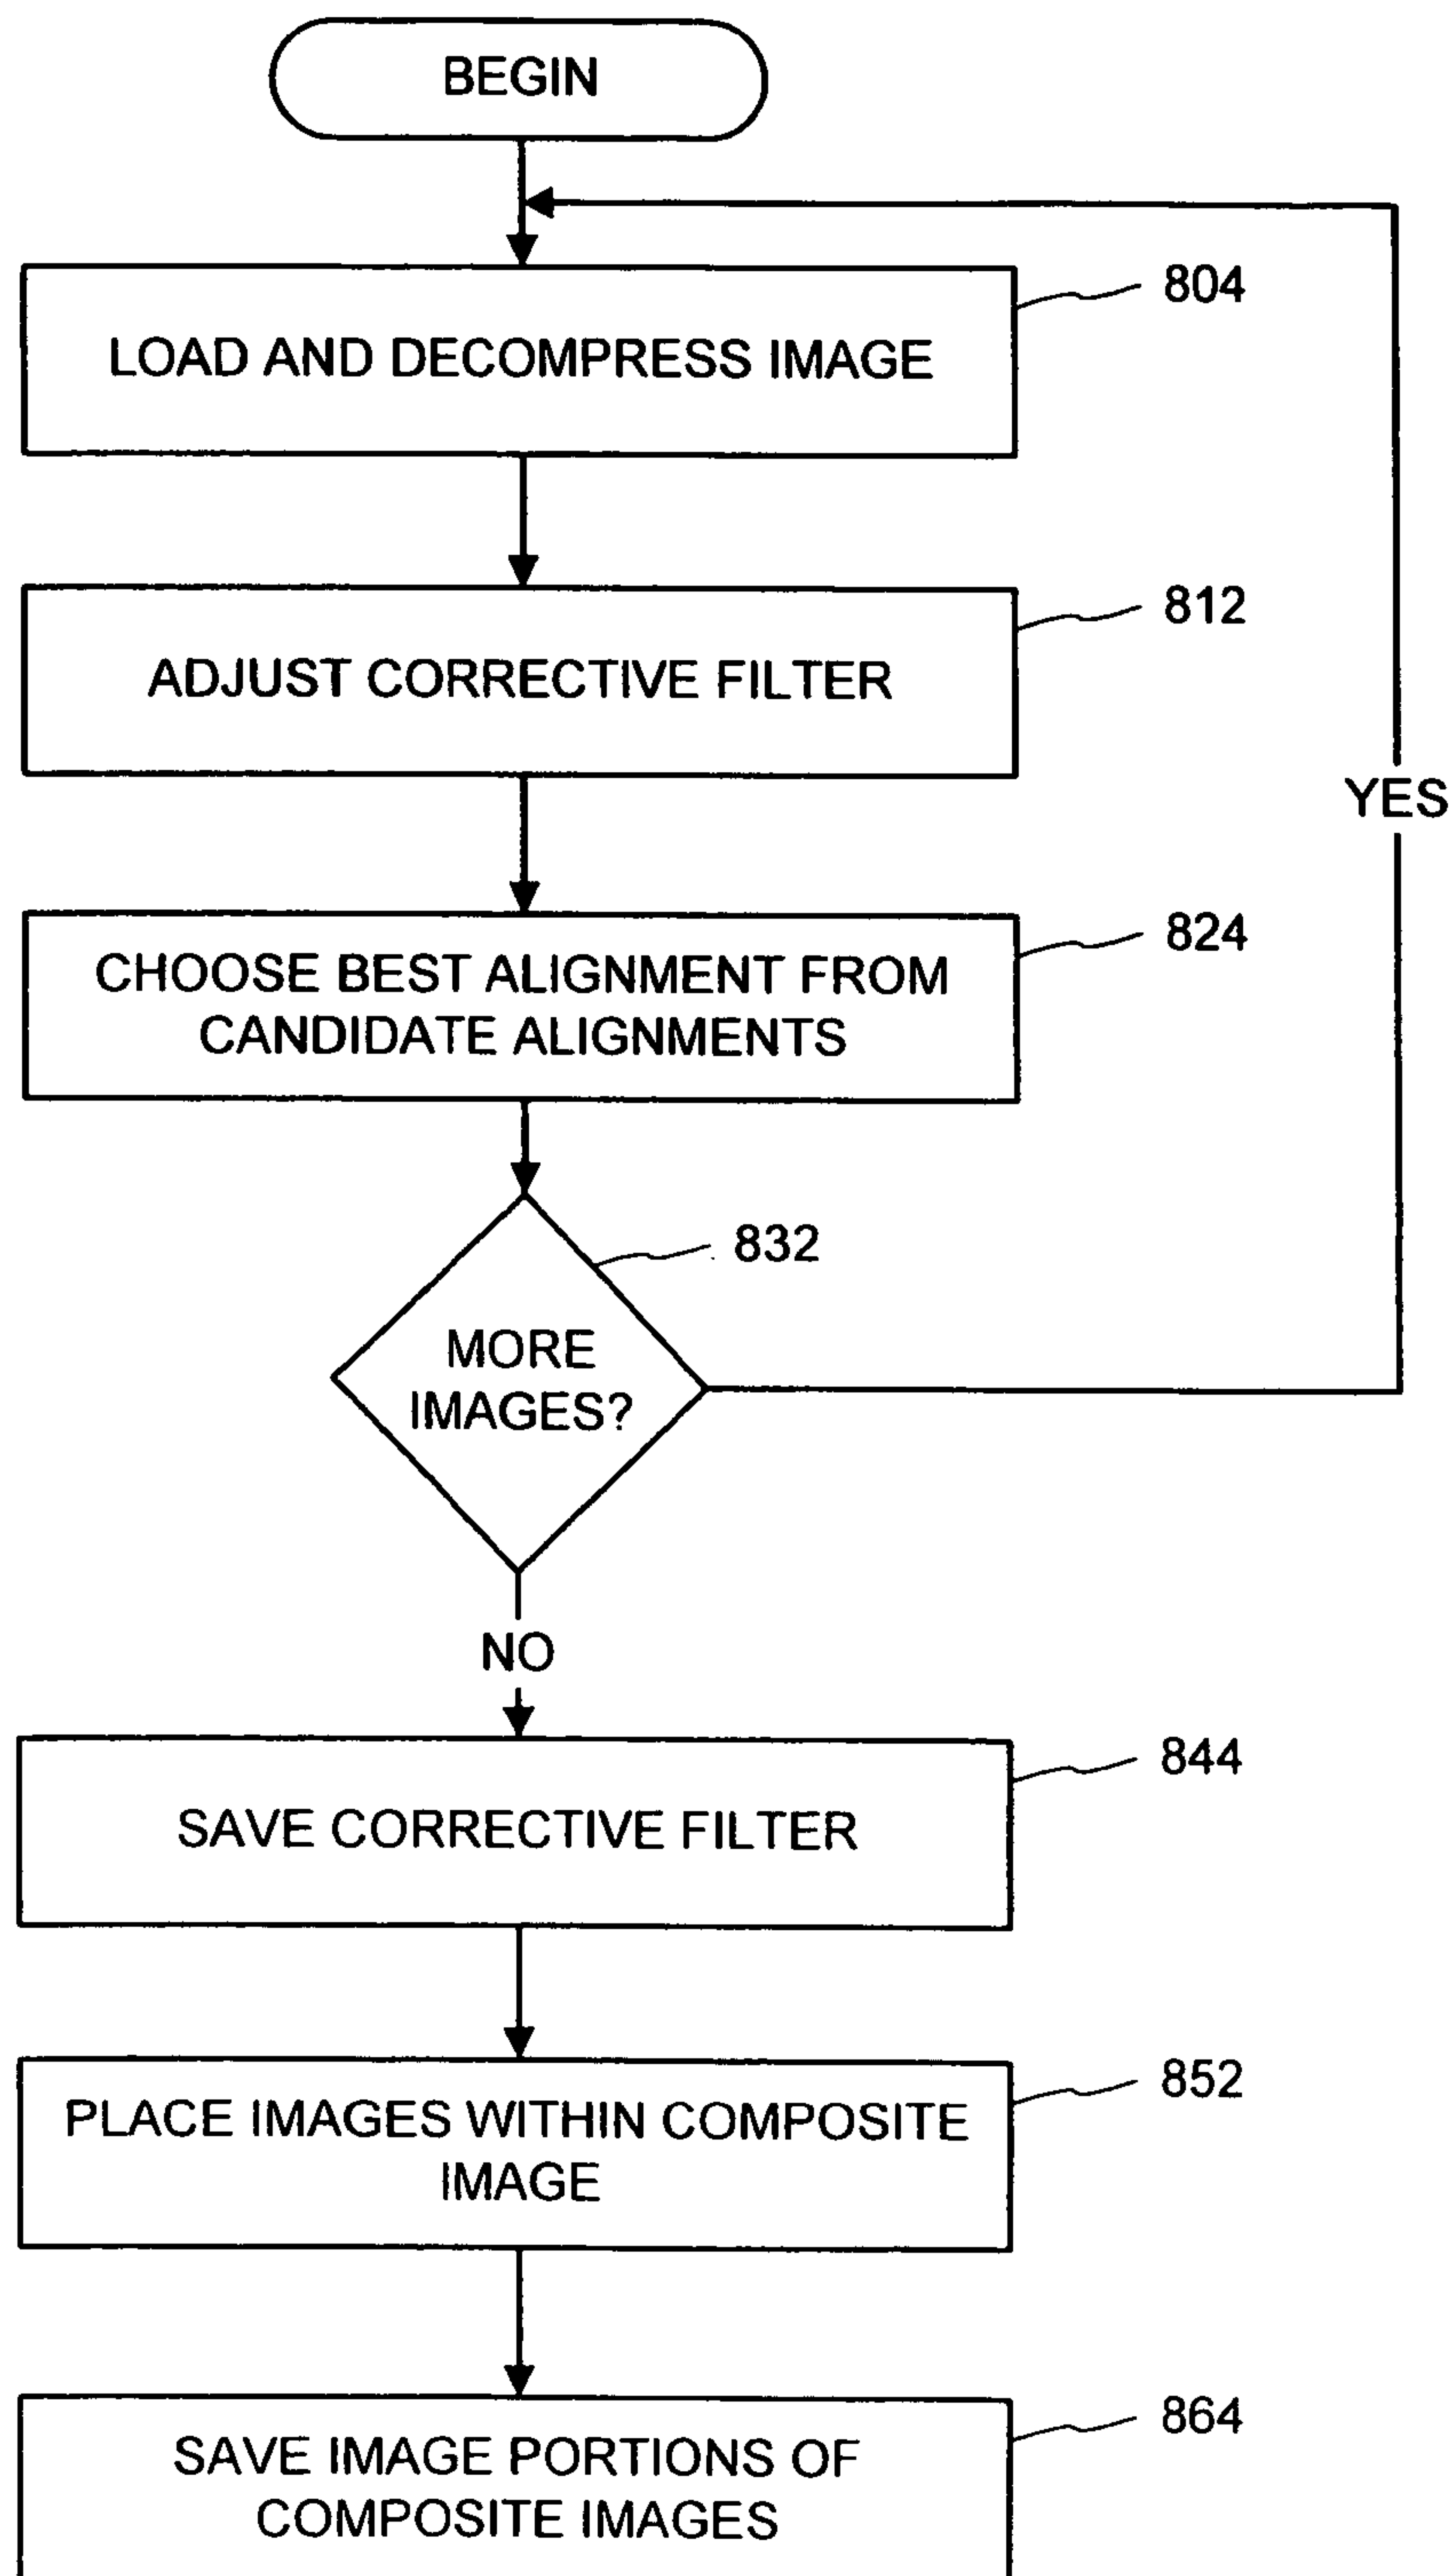 BEGIN
804
LOAD AND DECOMPRESS IMAGE
812
ADJUST CORRECTIVE FILTER
YES
824
CHOOSE BEST ALIGNMENT FROM
CANDIDATE ALIGNMENTS
832
MORE
IMAGES?
NO
844
SAVE CORRECTIVE FILTER
852
PLACE IMAGES WITHIN COMPOSITE
IMAGE
864
SAVE IMAGE PORTIONS OF
COMPOSITE IMAGES